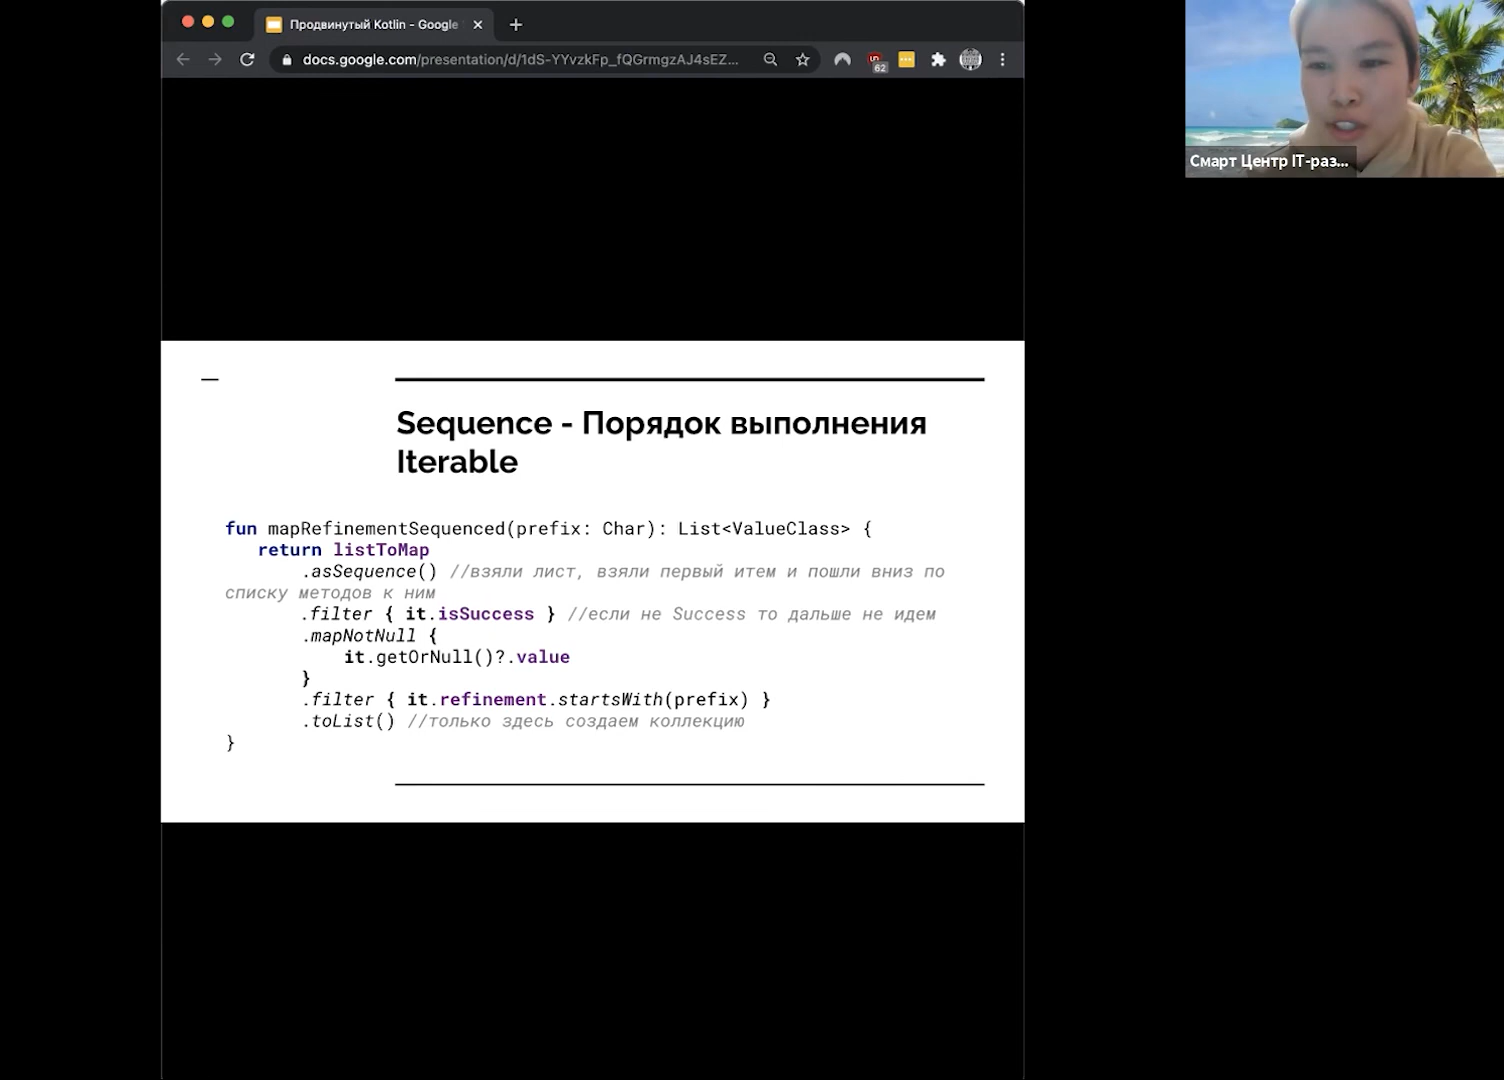 Продвинутый Kotlin - Google
docs.google.com/presentation/d/1dS-YYvzkFp_fQGrmgzAJ4sEZ...
62
Смарт Центр IT-раз...
Sequence - Порядок выполнения
Iterable
fun mapRefinementSequenced(prefix: Char): List<ValueClass> {
return listToMap
.asSequence() //взяли лист, взяли первый итем и пошли вниз по
списку методов к ним
.filter { it.isSuccess } //если не Success то дальше не идем
.mapNotNull {
it.getOrNull()?.value
}
.filter { it.refinement.startsWith(prefix) }
.toList() //только здесь создаем коллекцию
}